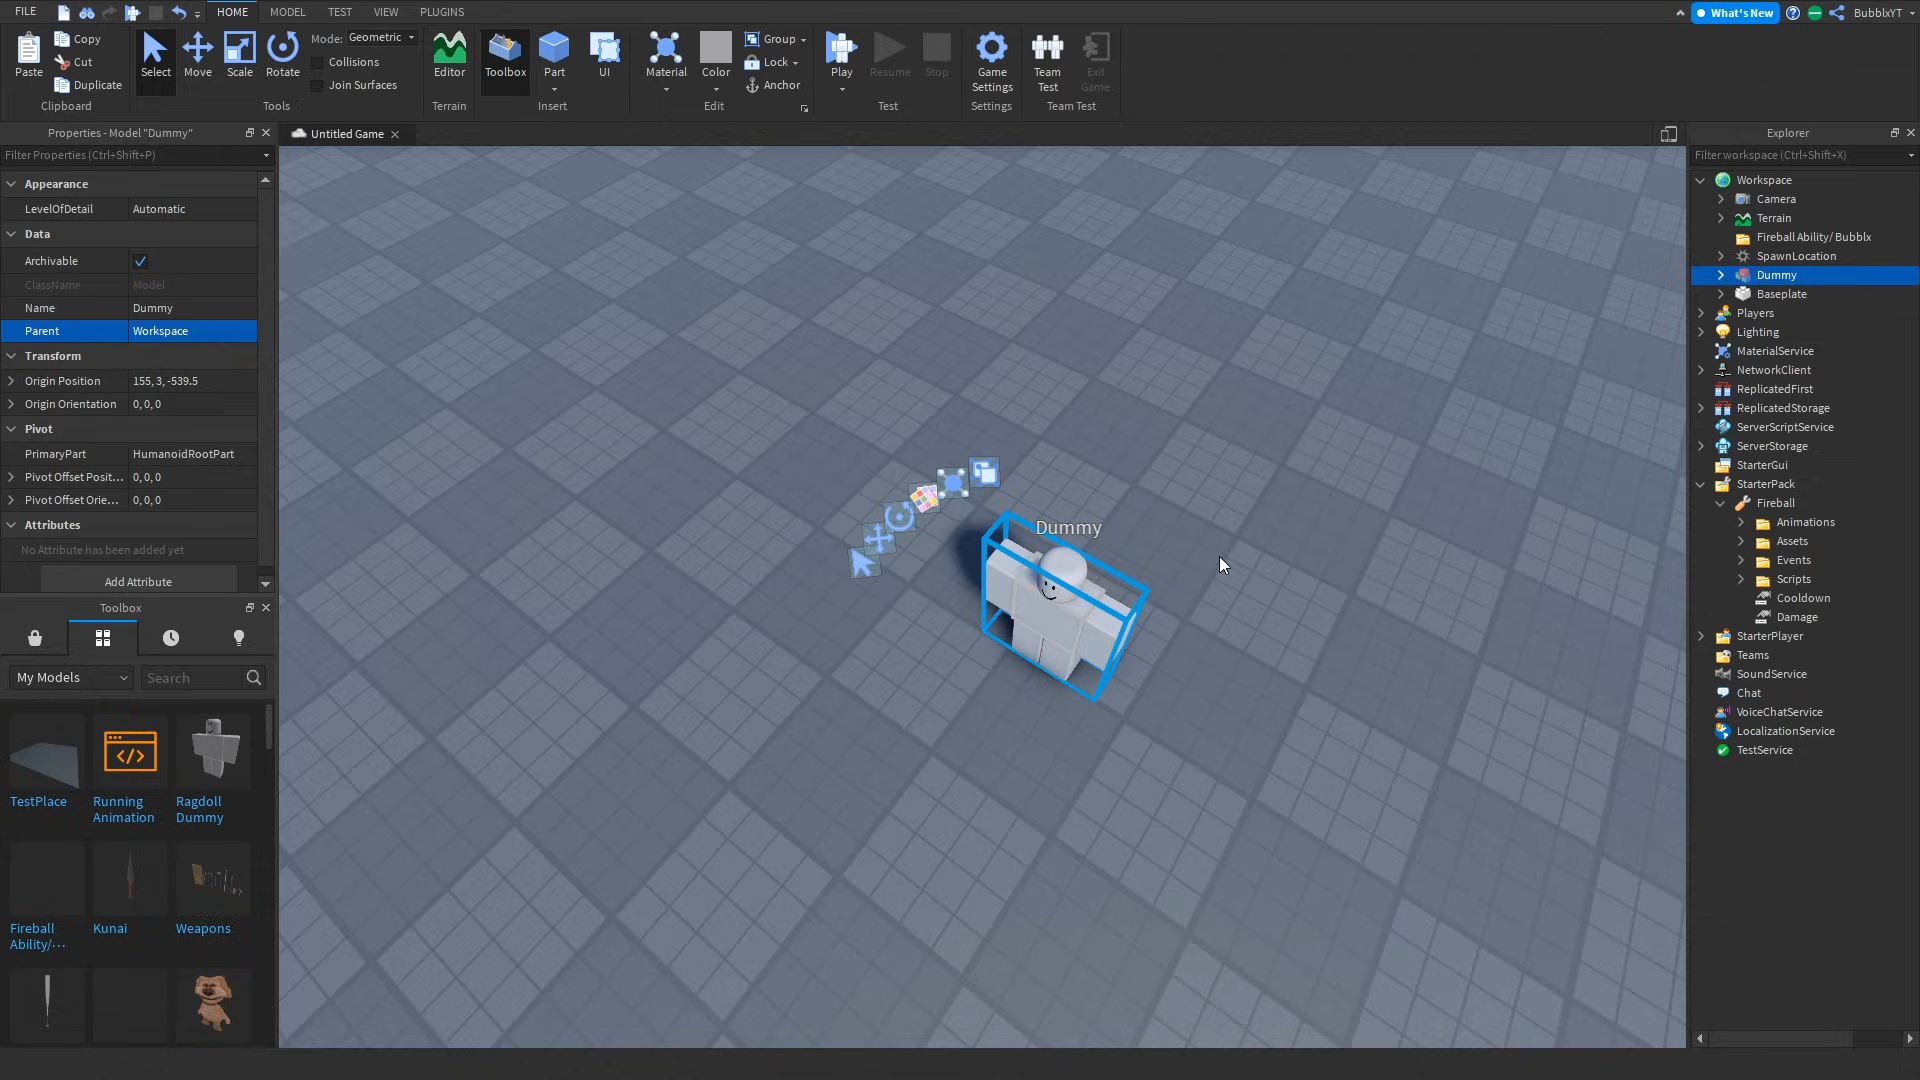 FILE
HOME
MODEL
TEST
VIEW
PLUGINS
What's New
BubblxYT
Paste
Copy
Cut
Duplicate
Clipboard
Select
Move
Scale
Rotate
Mode: Geometric
Collisions
Join Surfaces
Tools
Editor
Terrain
Toolbox
Part
UI
Insert
Material
Color
Group
Lock
Anchor
Edit
Play
Resume
Stop
Test
Game
Settings
Settings
Team
Test
Exit
Game
Team Test
Properties - Model "Dummy"
Filter Properties (Ctrl+Shift+P)
Appearance
LevelOfDetail Automatic
Data
Archivable
ClassName Model
Name Dummy
Parent Workspace
Transform
Origin Position 155, 3, -539.5
Origin Orientation 0, 0, 0
Pivot
PrimaryPart HumanoidRootPart
Pivot Offset Posit... 0, 0, 0
Pivot Offset Orie... 0, 0, 0
Attributes
No Attribute has been added yet
Add Attribute
Toolbox
My Models
Search
TestPlace
Running
Animation
Ragdoll
Dummy
Fireball
Ability/...
Kunai
Weapons
Untitled Game
Dummy
Explorer
Filter workspace (Ctrl+Shift+X)
Workspace
Camera
Terrain
Fireball Ability/ Bubblx
SpawnLocation
Dummy
Baseplate
Players
Lighting
MaterialService
NetworkClient
ReplicatedFirst
ReplicatedStorage
ServerScriptService
ServerStorage
StarterGui
StarterPack
Fireball
Animations
Assets
Events
Scripts
Cooldown
Damage
StarterPlayer
Teams
SoundService
Chat
VoiceChatService
LocalizationService
TestService